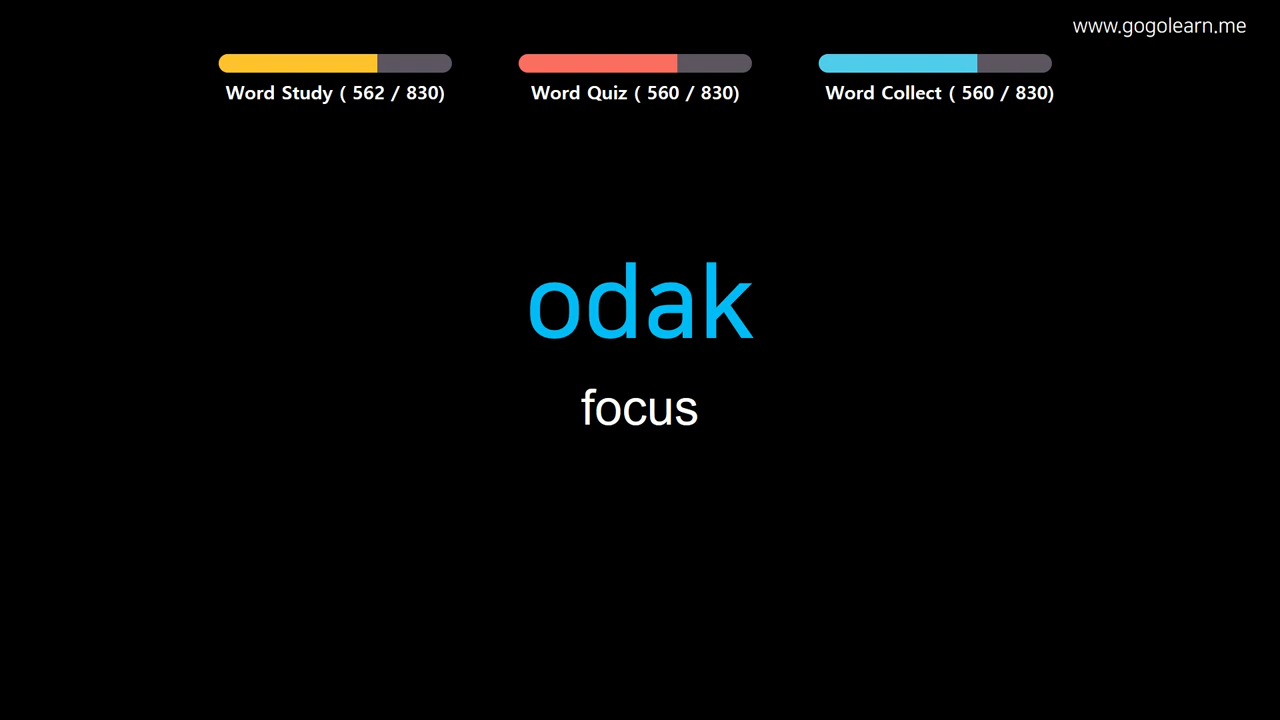 www.gogolearn.me
Word Study ( 562 / 830)
Word Quiz ( 560 / 830)
Word Collect ( 560 / 830)
odak
focus